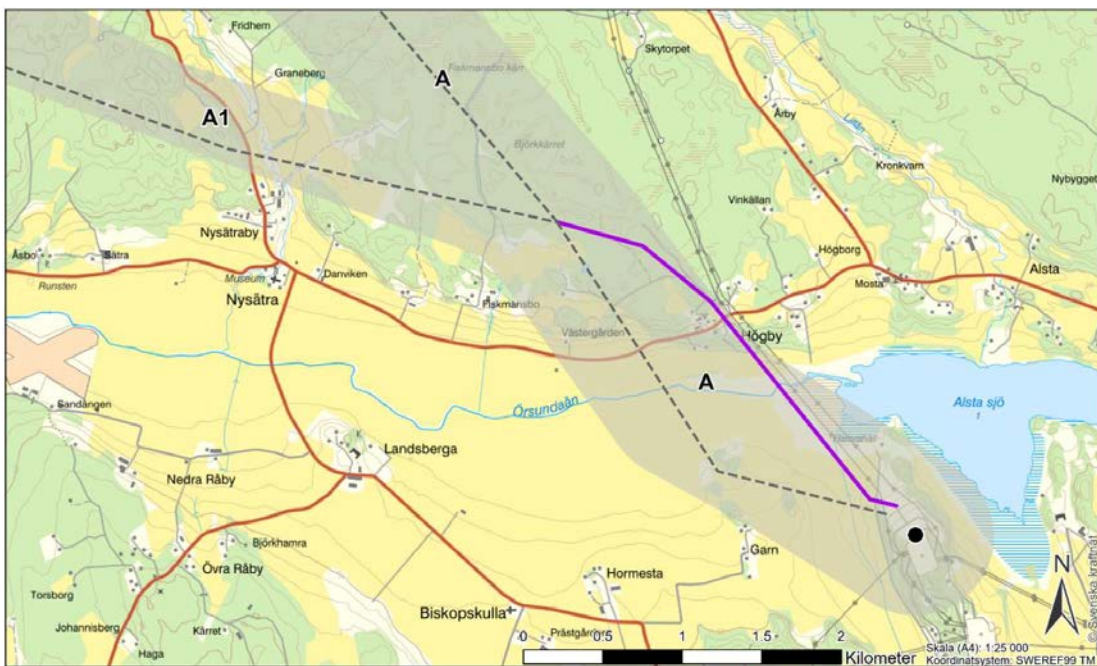 Fridhem
Skytorpet
Graneberg
Fiskmansbo kärr
A
A1
Årby
Lillån
Björkkärret
Kronkvarn
Nybygget
Vinkällan
Nysätraby
Åsbo
Sätra
Högborg
Alsta
Runsten
Museum
Danviken
Mosta
Nysätra
Fiskmansbo
Västergården
Högby
A
Örsundaån
Alsta sjö
1
Sandängen
Landsberga
Nedra Råby
Björkhamra
Garn
Övra Råby
Hormesta
Torsborg
Biskopskulla
N
Johannisberg
Kärret
Prästgården
Haga
0 0.5 1 1.5 2
Kilometer
Skala (A4): 1:25 000
Koordinatsystem: SWEREF99 TM
© Svenska kraftnät